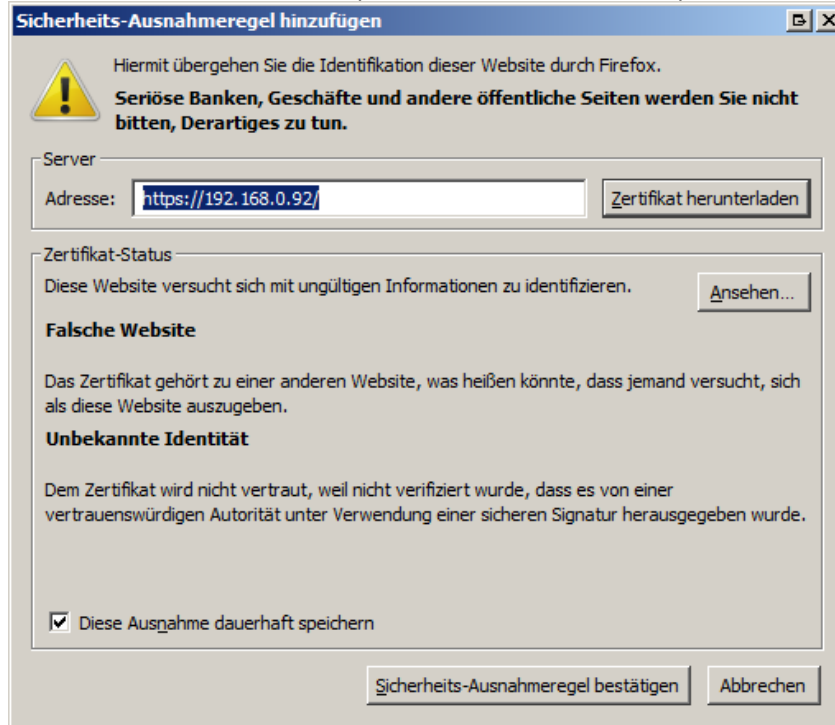 Sicherheits-Ausnahmeregel hinzufügen
Hiermit übergehen Sie die Identifikation dieser Website durch Firefox.
Seriöse Banken, Geschäfte und andere öffentliche Seiten werden Sie nicht
bitten, Derartiges zu tun.
Server
Adresse: https://192.168.0.92/ Zertifikat herunterladen
Zertifikat-Status
Diese Website versucht sich mit ungültigen Informationen zu identifizieren. Ansehen...
Falsche Website
Das Zertifikat gehört zu einer anderen Website, was heißen könnte, dass jemand versucht, sich
als diese Website auszugeben.
Unbekannte Identität
Dem Zertifikat wird nicht vertraut, weil nicht verifiziert wurde, dass es von einer
vertrauenswürdigen Autorität unter Verwendung einer sicheren Signatur herausgegeben wurde.
Diese Ausnahme dauerhaft speichern
Sicherheits-Ausnahmeregel bestätigen Abbrechen